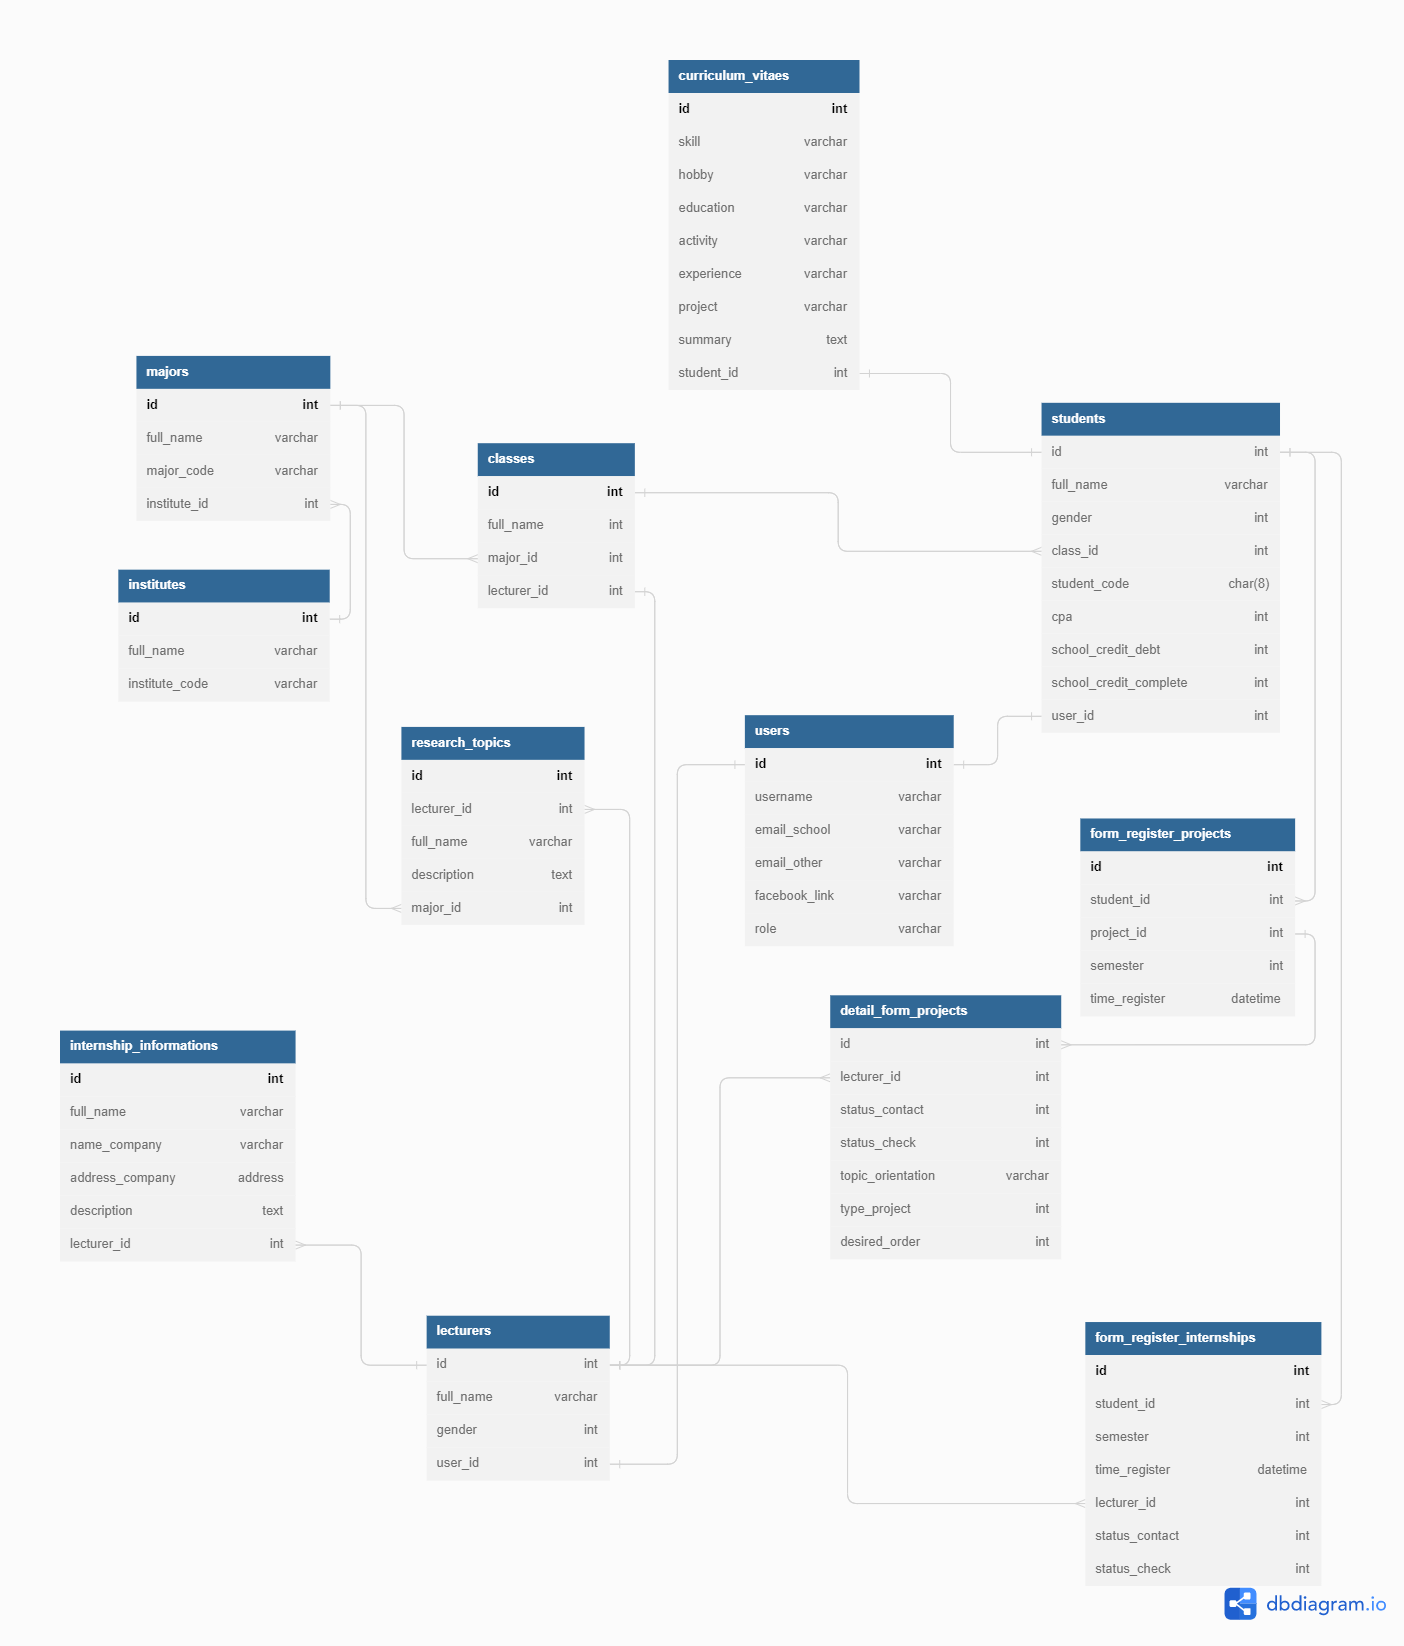 curriculum_vitaes
id int
skill varchar
hobby varchar
education varchar
activity varchar
experience varchar
project varchar
summary text
student_id int
majors
id int
full_name varchar
major_code varchar
institute_id int
students
id int
full_name varchar
gender int
class_id int
student_code char(8)
cpa int
school_credit_debt int
school_credit_complete int
user_id int
classes
id int
full_name int
major_id int
lecturer_id int
institutes
id int
full_name varchar
institute_code varchar
research_topics
id int
lecturer_id int
full_name varchar
description text
major_id int
users
id int
username varchar
email_school varchar
email_other varchar
facebook_link varchar
role varchar
form_register_projects
id int
student_id int
project_id int
semester int
time_register datetime
detail_form_projects
id int
lecturer_id int
status_contact int
status_check int
topic_orientation varchar
type_project int
desired_order int
internship_informations
id int
full_name varchar
name_company varchar
address_company address
description text
lecturer_id int
lecturers
id int
full_name varchar
gender int
user_id int
form_register_internships
id int
student_id int
semester int
time_register datetime
lecturer_id int
status_contact int
status_check int
dbdiagram.io